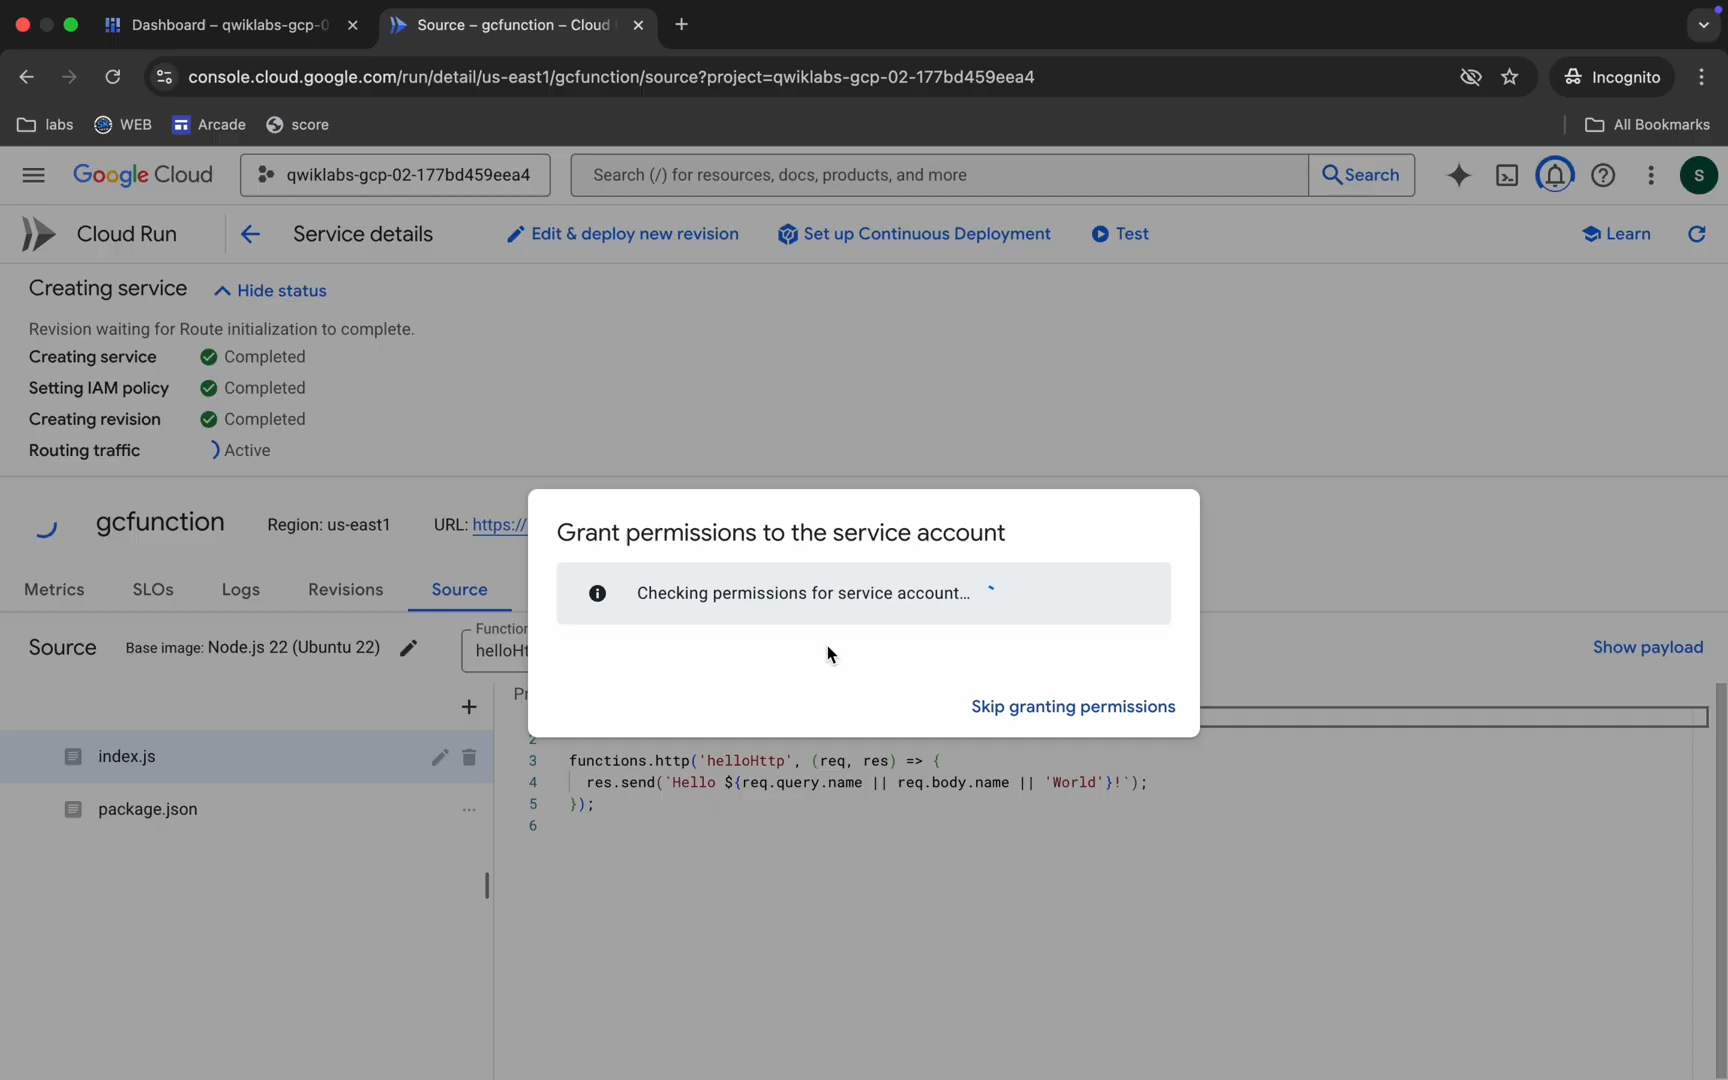 Dashboard – qwiklabs-gcp-0
Source – gcfunction – Cloud
console.cloud.google.com/run/detail/us-east1/gcfunction/source?project=qwiklabs-gcp-02-177bd459eea4
Incognito
labs
WEB
Arcade
score
All Bookmarks
Google Cloud
qwiklabs-gcp-02-177bd459eea4
Search (/) for resources, docs, products, and more
Search
S
Cloud Run
Service details
Edit & deploy new revision
Set up Continuous Deployment
Test
Learn
Creating service
Hide status
Revision waiting for Route initialization to complete.
Creating service Completed
Setting IAM policy Completed
Creating revision Completed
Routing traffic Active
gcfunction
Region: us-east1
URL: https://
Grant permissions to the service account
Checking permissions for service account...
Skip granting permissions
Metrics
SLOs
Logs
Revisions
Source
Source
Base image: Node.js 22 (Ubuntu 22)
Function
helloHt
Show payload
Pr
index.js
package.json
2
3 functions.http('helloHttp', (req, res) => {
4 res.send(`Hello ${req.query.name || req.body.name || 'World'}!`);
5 });
6